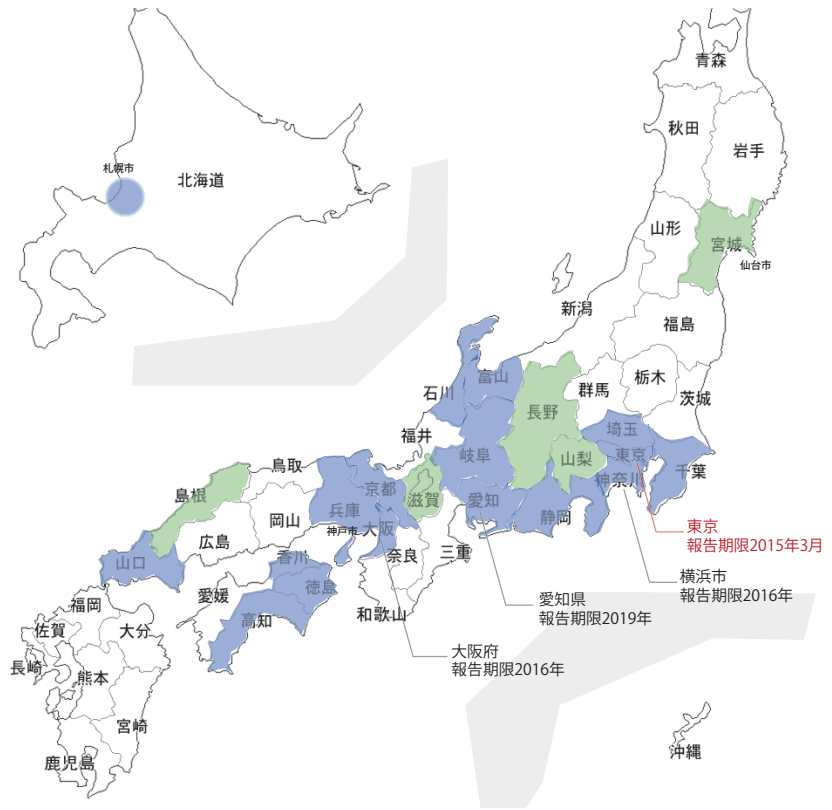 青森
秋田
岩手
札幌市
北海道
山形
宮城
仙台市
新潟
福島
富山
石川
群馬
栃木
茨城
長野
福井
埼玉
岐阜
東京
山梨
千葉
鳥取
京都
神奈川
島根
滋賀
兵庫
愛知
静岡
岡山
大阪
神戸市
東京
報告期限2015年3月
広島
奈良
三重
山口
香川
横浜市
報告期限2016年
徳島
愛媛
福岡
愛知県
報告期限2019年
和歌山
高知
佐賀
大分
大阪府
報告期限2016年
長崎
熊本
宮崎
沖縄
鹿児島